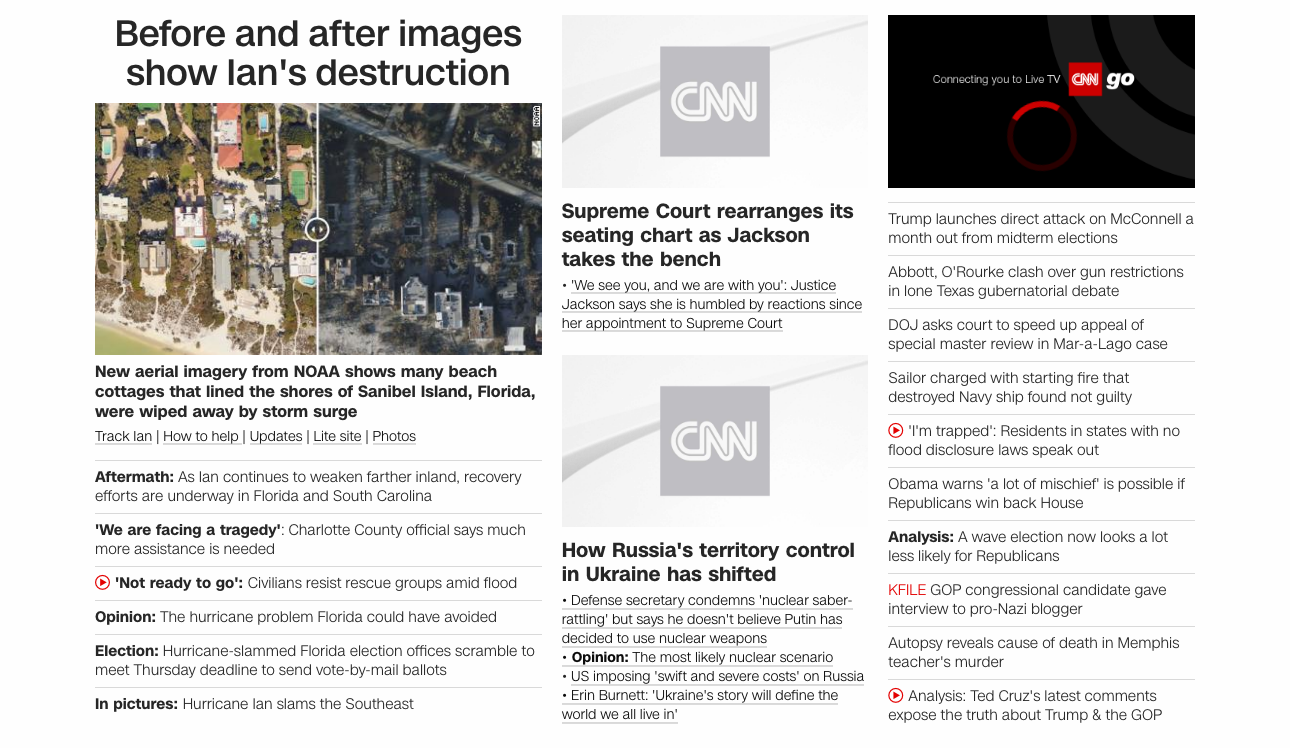 Before and after images
show Ian's destruction
NOAA
New aerial imagery from NOAA shows many beach
cottages that lined the shores of Sanibel Island, Florida,
were wiped away by storm surge
Track Ian | How to help | Updates | Lite site | Photos
Aftermath: As Ian continues to weaken farther inland, recovery
efforts are underway in Florida and South Carolina
'We are facing a tragedy': Charlotte County official says much
more assistance is needed
'Not ready to go': Civilians resist rescue groups amid flood
Opinion: The hurricane problem Florida could have avoided
Election: Hurricane-slammed Florida election offices scramble to
meet Thursday deadline to send vote-by-mail ballots
In pictures: Hurricane Ian slams the Southeast
CNN
Supreme Court rearranges its
seating chart as Jackson
takes the bench
• 'We see you, and we are with you': Justice
Jackson says she is humbled by reactions since
her appointment to Supreme Court
CNN
How Russia's territory control
in Ukraine has shifted
• Defense secretary condemns 'nuclear saber-
rattling' but says he doesn't believe Putin has
decided to use nuclear weapons
• Opinion: The most likely nuclear scenario
• US imposing 'swift and severe costs' on Russia
• Erin Burnett: 'Ukraine's story will define the
world we all live in'
Connecting you to Live TV CNN go
Trump launches direct attack on McConnell a
month out from midterm elections
Abbott, O'Rourke clash over gun restrictions
in lone Texas gubernatorial debate
DOJ asks court to speed up appeal of
special master review in Mar-a-Lago case
Sailor charged with starting fire that
destroyed Navy ship found not guilty
'I'm trapped': Residents in states with no
flood disclosure laws speak out
Obama warns 'a lot of mischief' is possible if
Republicans win back House
Analysis: A wave election now looks a lot
less likely for Republicans
KFILE GOP congressional candidate gave
interview to pro-Nazi blogger
Autopsy reveals cause of death in Memphis
teacher's murder
Analysis: Ted Cruz's latest comments
expose the truth about Trump & the GOP